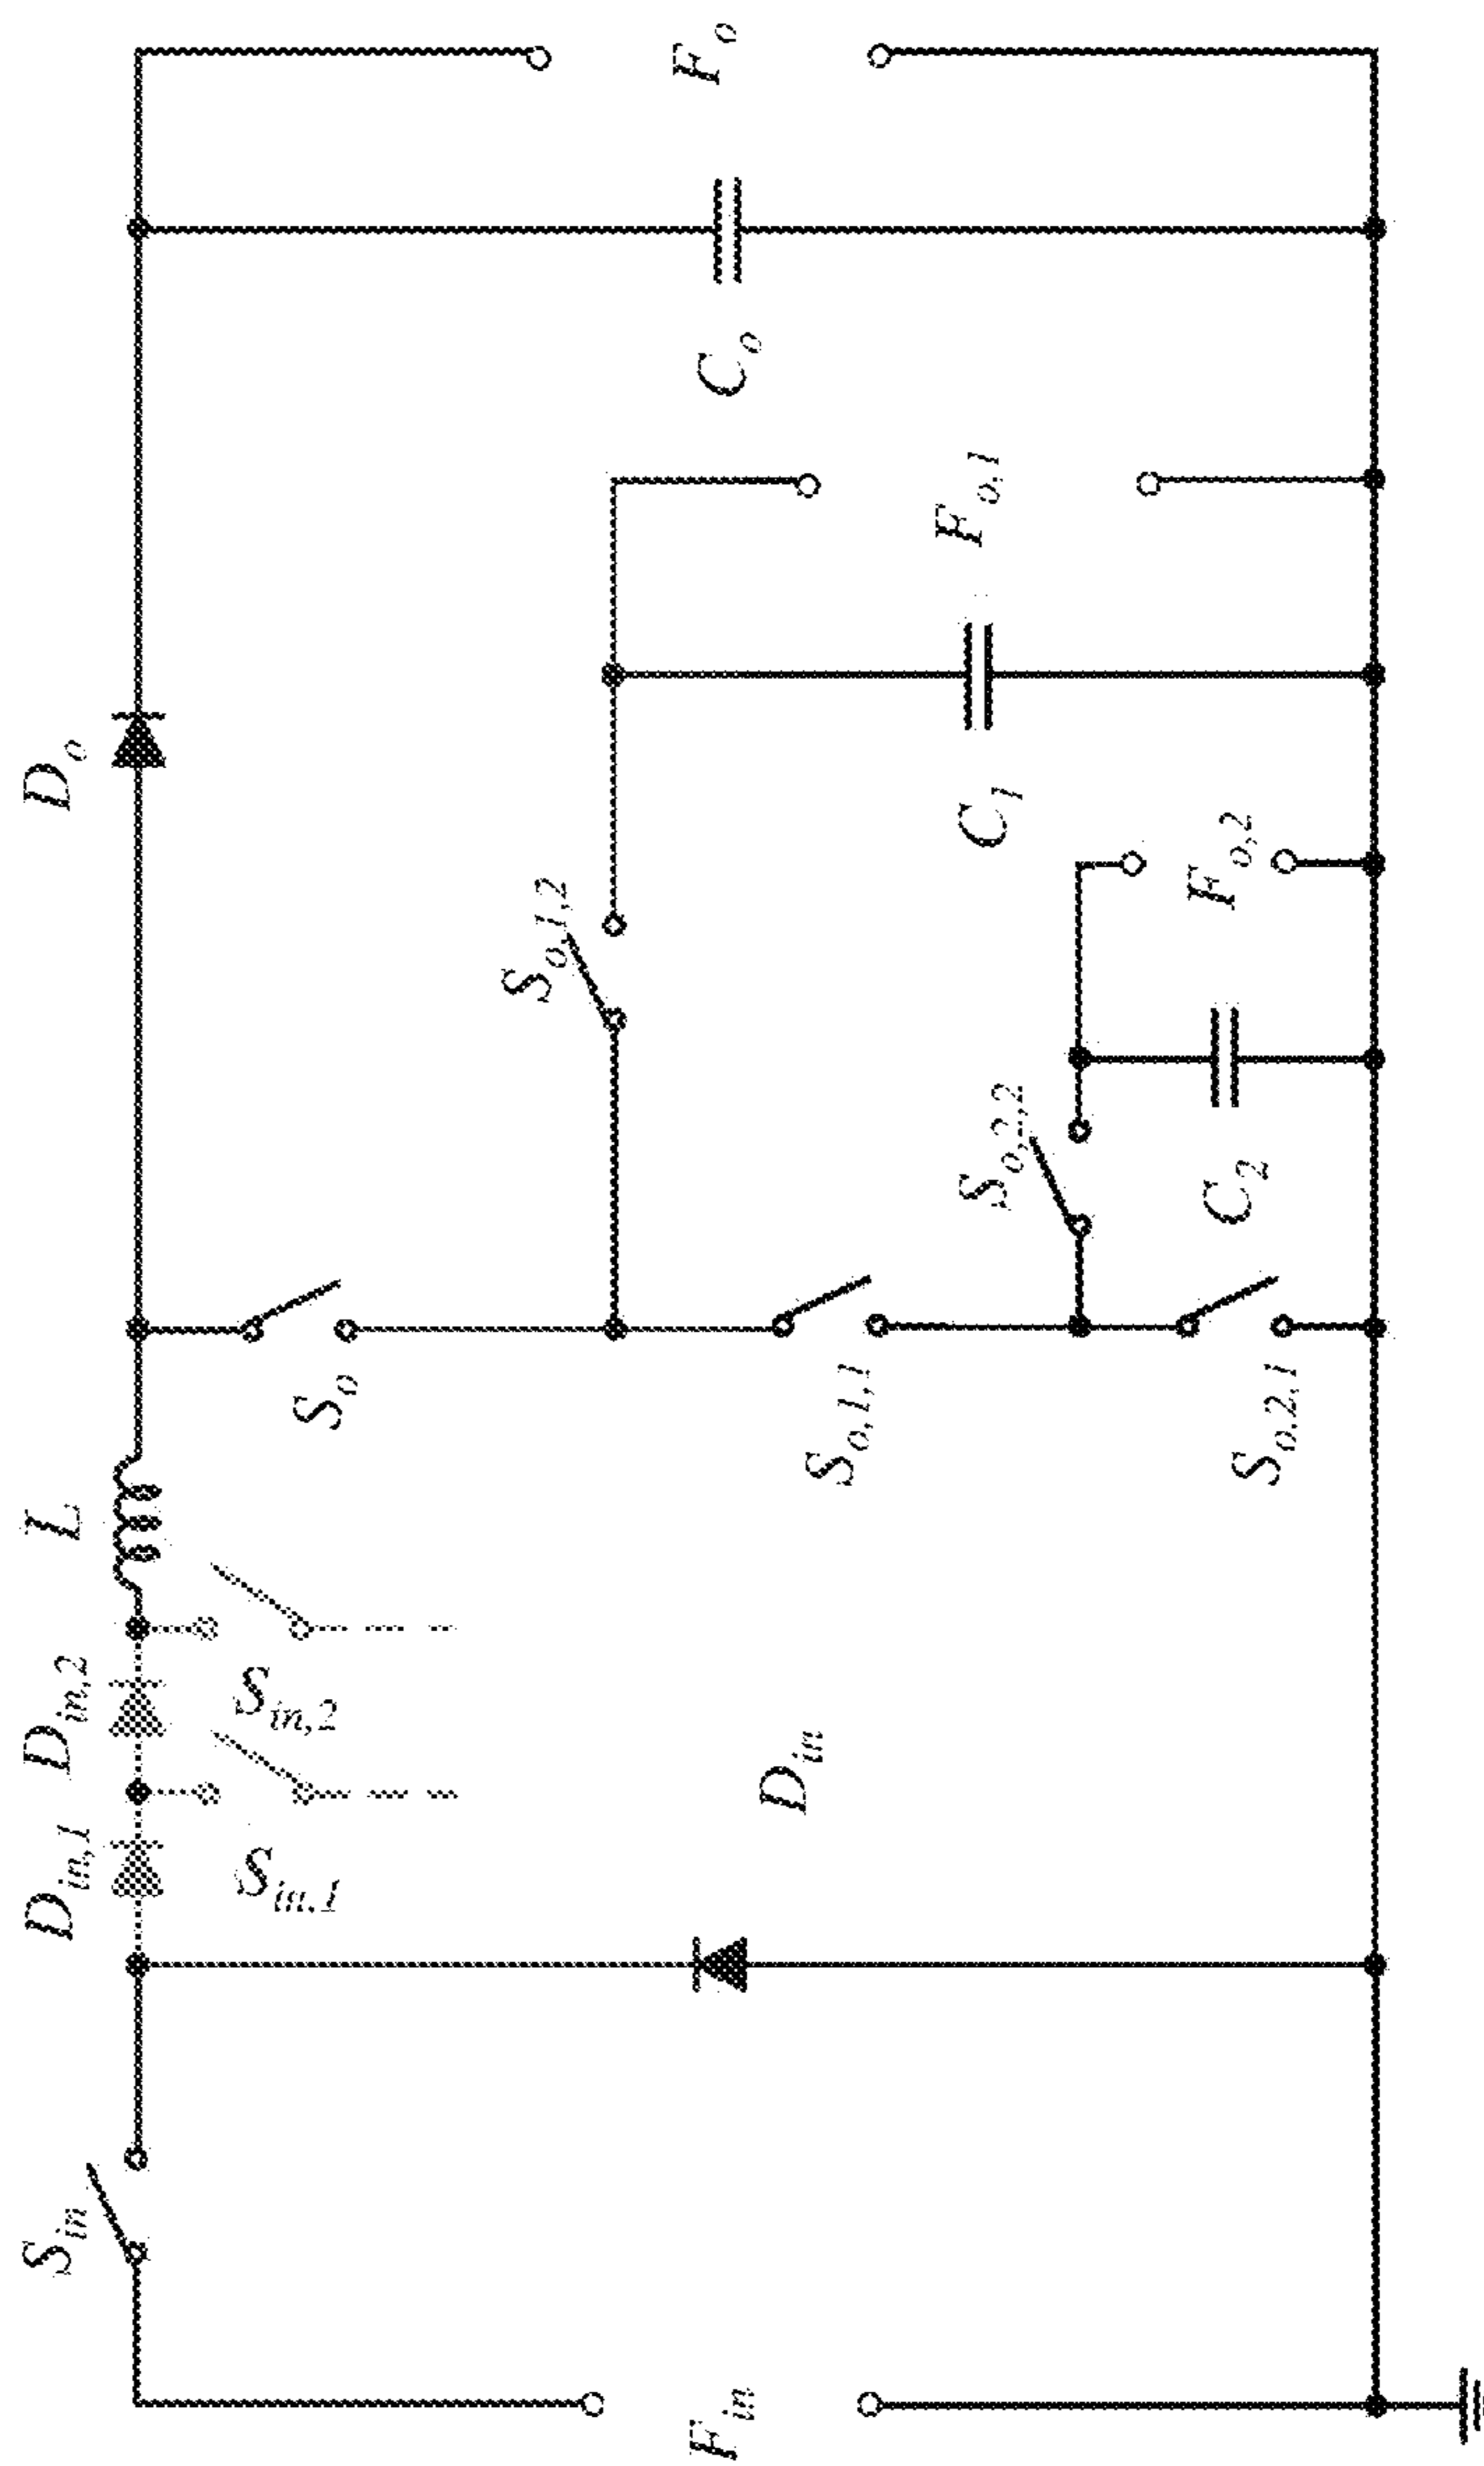 F_in
S_in
D_in
D_in,1
S_in.1
D_in,2
S_in,2
L
S_o
S_o,1,1
S_o.2,1
S_o,1,2
S_o,2,2
C_2
F_o,2
D_o
C_1
F_o,1
C_o
F_o